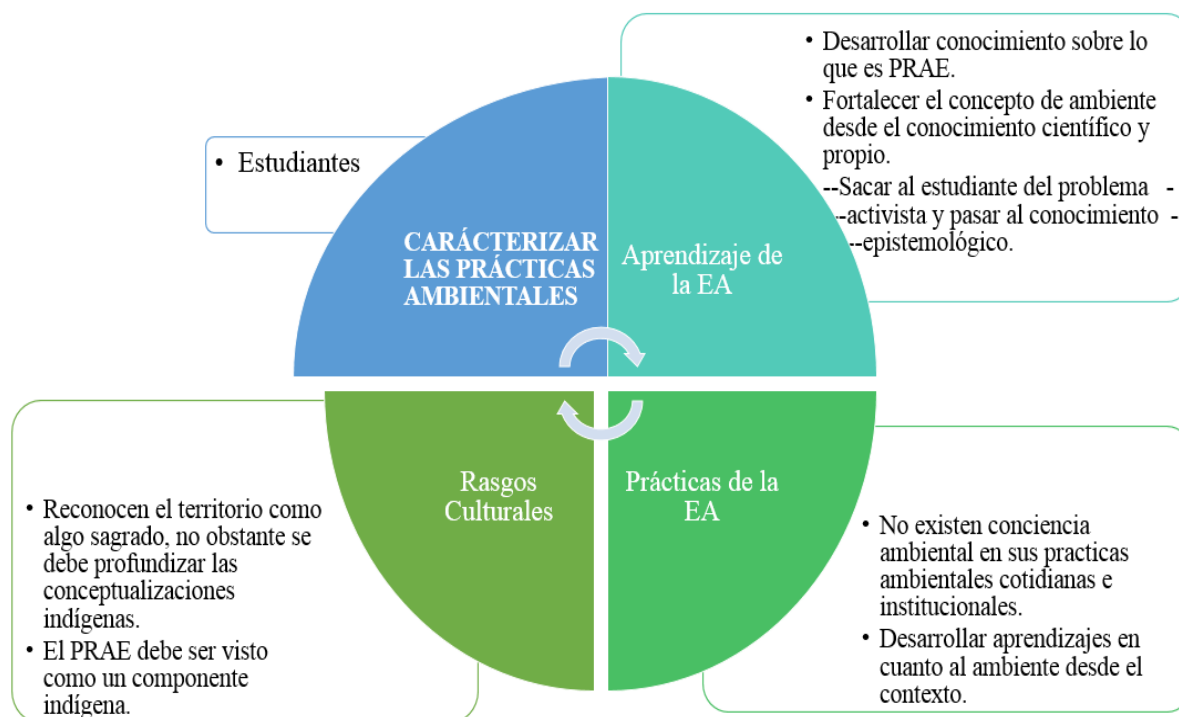 • Estudiantes
CARÁCTERIZAR
LAS PRÁCTICAS
AMBIENTALES
• Desarrollar conocimiento sobre lo
que es PRAE.
• Fortalecer el concepto de ambiente
desde el conocimiento científico y
propio.
--Sacar al estudiante del problema -
--activista y pasar al conocimiento -
--epistemológico.
Aprendizaje de
la EA
Rasgos
Culturales
• Reconocen el territorio como
algo sagrado, no obstante se
debe profundizar las
conceptualizaciones
indígenas.
• El PRAE debe ser visto
como un componente
indígena.
Prácticas de la
EA
• No existen conciencia
ambiental en sus practicas
ambientales cotidianas e
institucionales.
• Desarrollar aprendizajes en
cuanto al ambiente desde el
contexto.